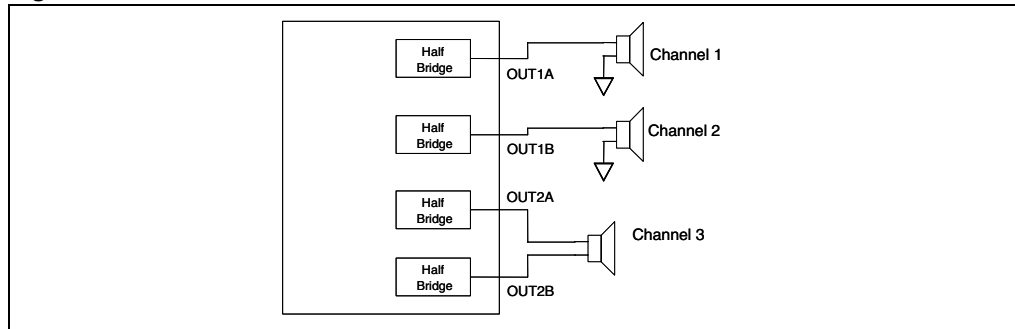 Half
Bridge
OUT1A
Channel 1
Half
Bridge
OUT1B
Channel 2
Half
Bridge
OUT2A
Channel 3
Half
Bridge
OUT2B